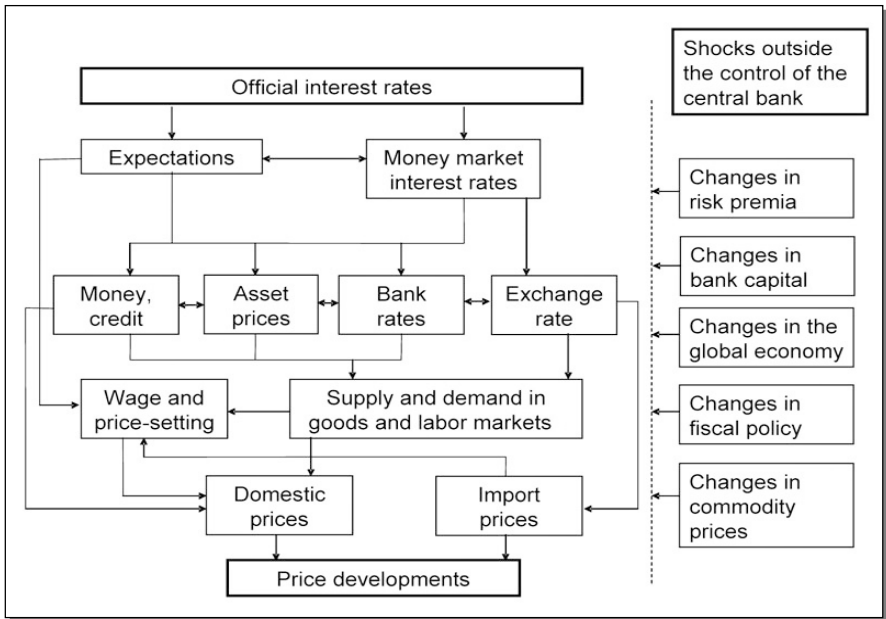 Official interest rates
Shocks outside
the control of the
central bank
Expectations
Money market
interest rates
Changes in
risk premia
Changes in
bank capital
Money,
credit
Asset
prices
Bank
rates
Exchange
rate
Changes in the
global economy
Wage and
price-setting
Supply and demand in
goods and labor markets
Changes in
fiscal policy
Domestic
prices
Import
prices
Changes in
commodity
prices
Price developments